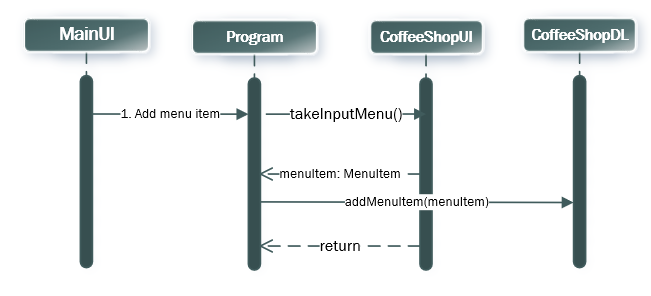 MainUI
Program
CoffeeShopUI
CoffeeShopDL
1. Add menu item
takeInputMenu()
menuItem: MenuItem
addMenuItem(menuItem)
return